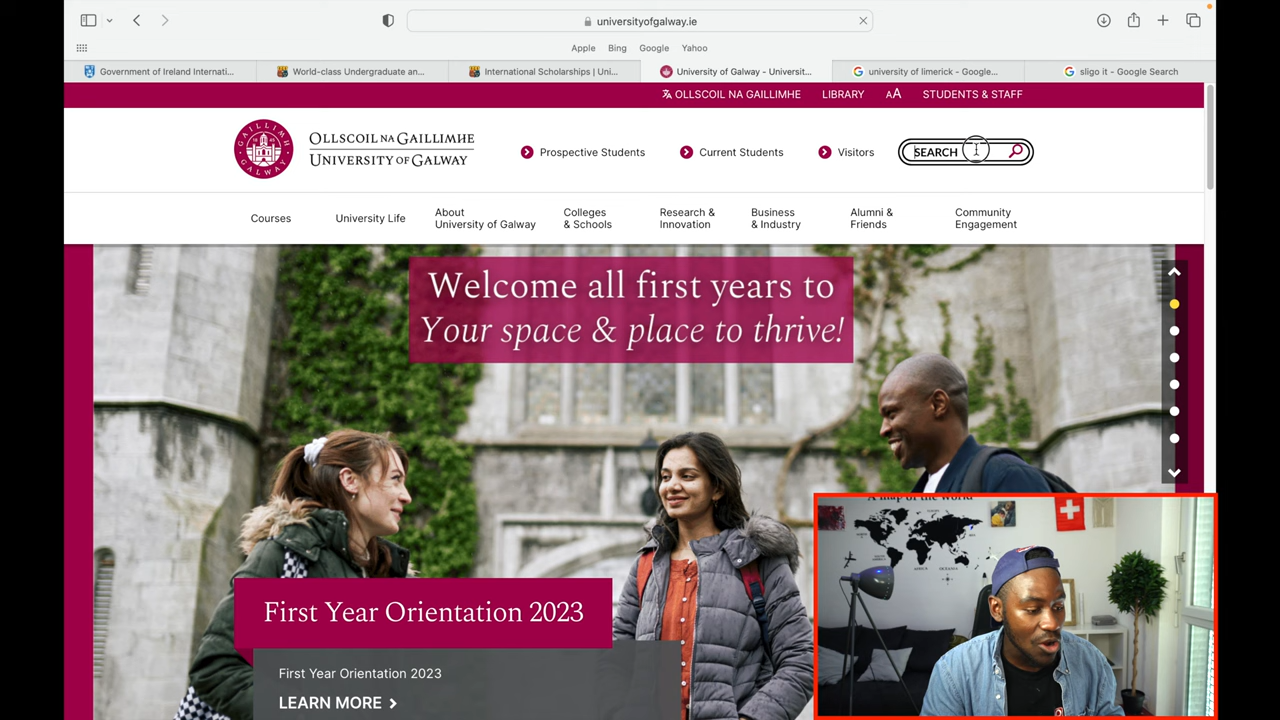 universityofgalway.ie
Apple Bing Google Yahoo
Government of Ireland Internati...
World-class Undergraduate an...
International Scholarships | Uni...
University of Galway - Universit...
university of limerick - Google...
sligo it - Google Search
OLLSCOIL NA GAILLIMHE LIBRARY AA STUDENTS & STAFF
OLLSCOIL NA GAILLIMHE
UNIVERSITY OF GALWAY
Prospective Students
Current Students
Visitors
SEARCH
Courses
University Life
About
University of Galway
Colleges
& Schools
Research &
Innovation
Business
& Industry
Alumni &
Friends
Community
Engagement
Welcome all first years to
Your space & place to thrive!
First Year Orientation 2023
First Year Orientation 2023
LEARN MORE